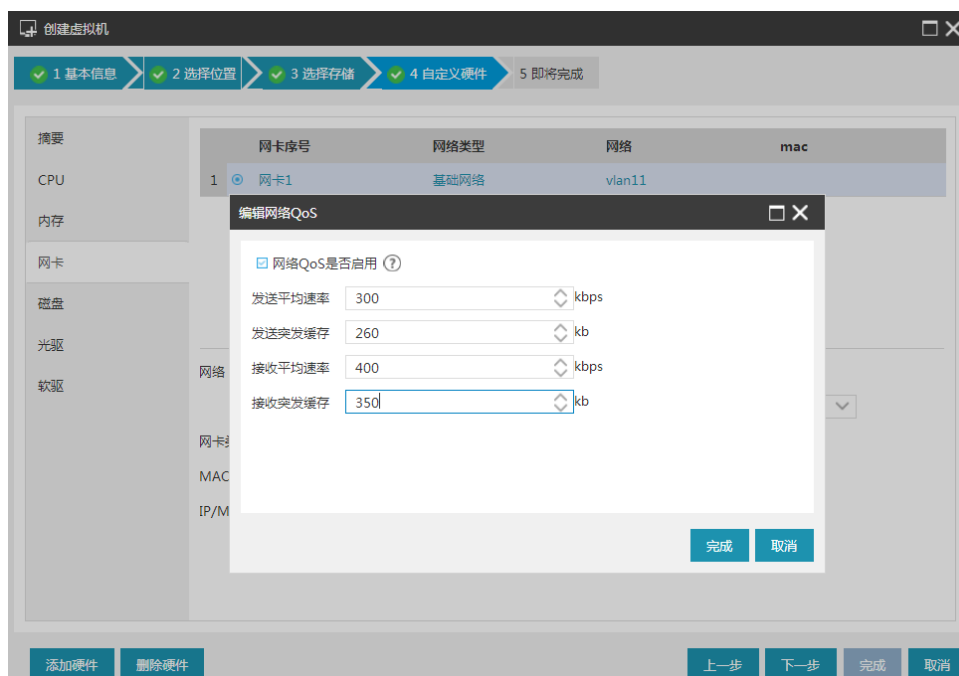 创建虚拟机
1 基本信息 2 选择位置 3 选择存储 4 自定义硬件 5 即将完成
摘要
CPU
内存
网卡
磁盘
光驱
软驱
网卡序号 网络类型 网络 mac
1 网卡1 基础网络 vlan11
编辑网络QoS
网络QoS是否启用 ?
发送平均速率 300 kbps
发送突发缓存 260 kb
接收平均速率 400 kbps
接收突发缓存 350 kb
完成 取消
网络
网卡
MAC
IP/M
添加硬件 删除硬件 上一步 下一步 完成 取消